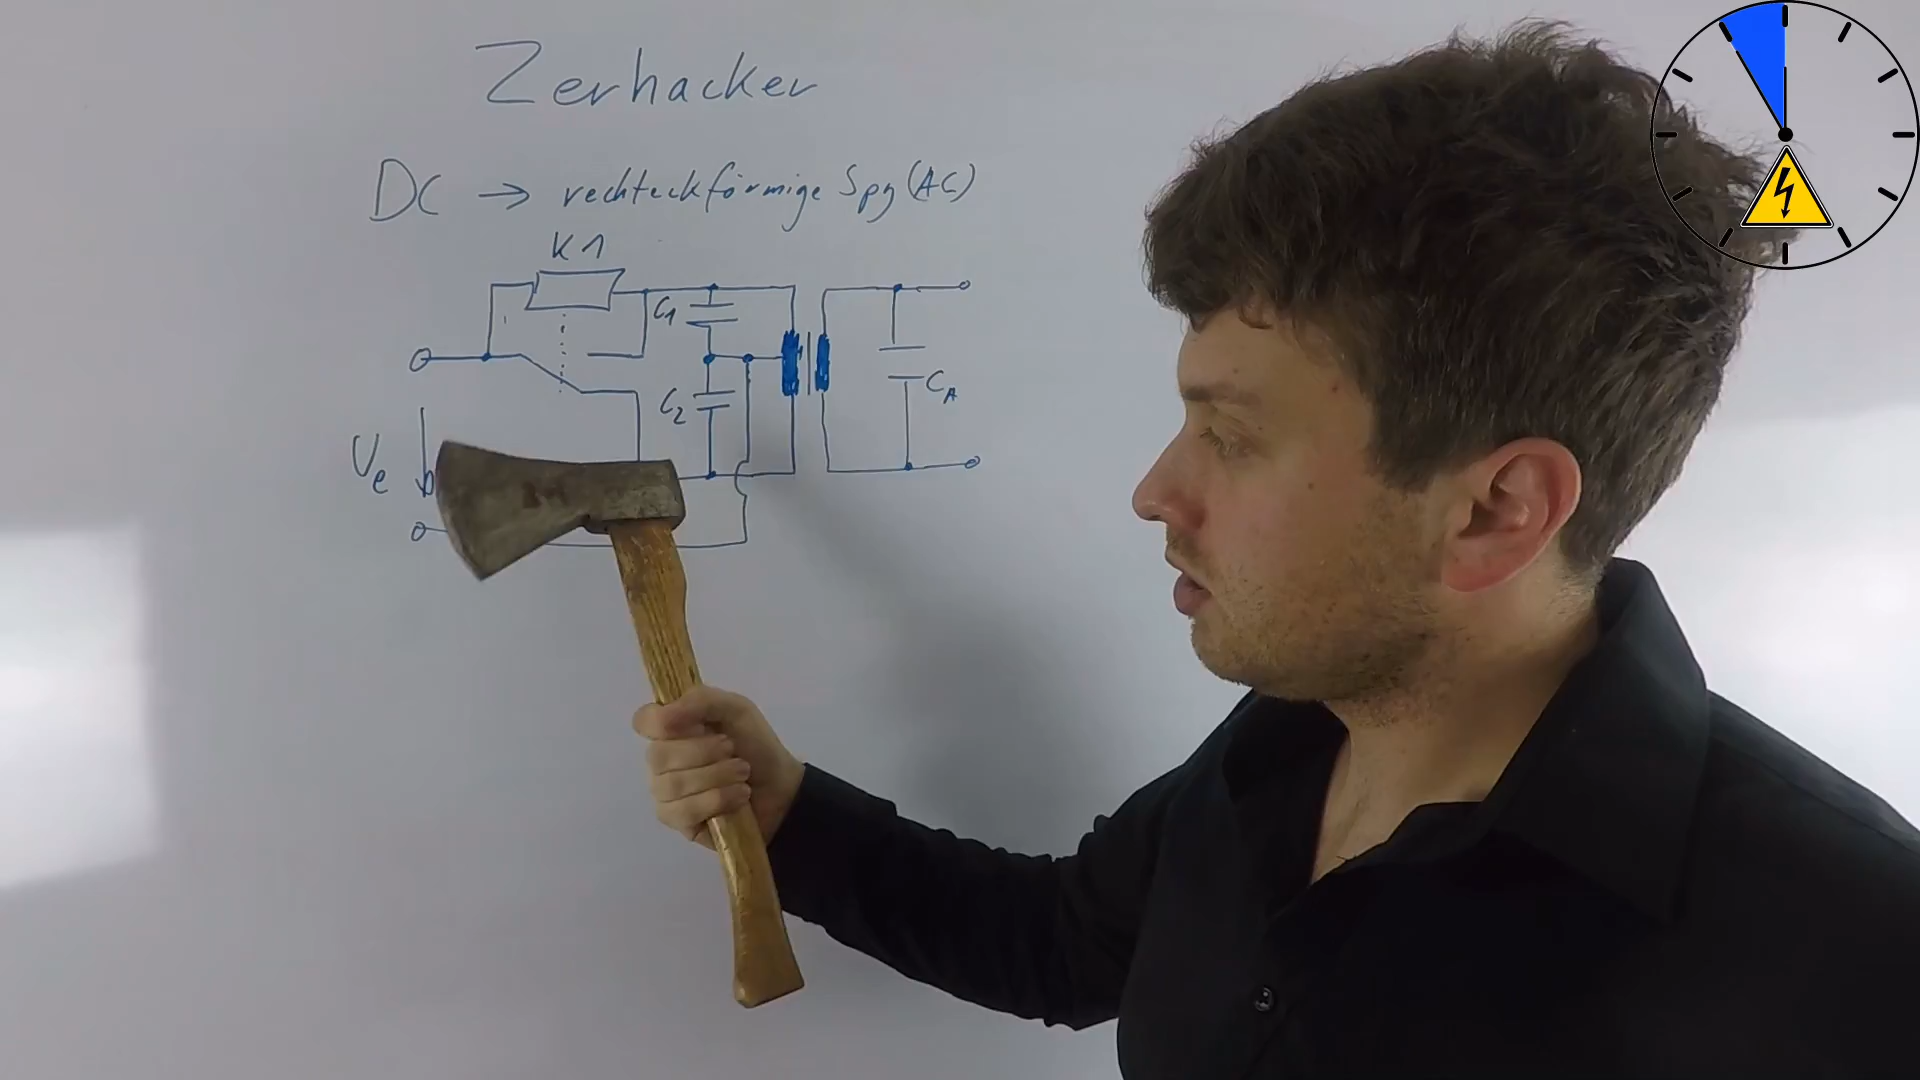 Zerhacker
DC → rechteckförmige Spg (AC)
K1
C1
C2
CA
Ue